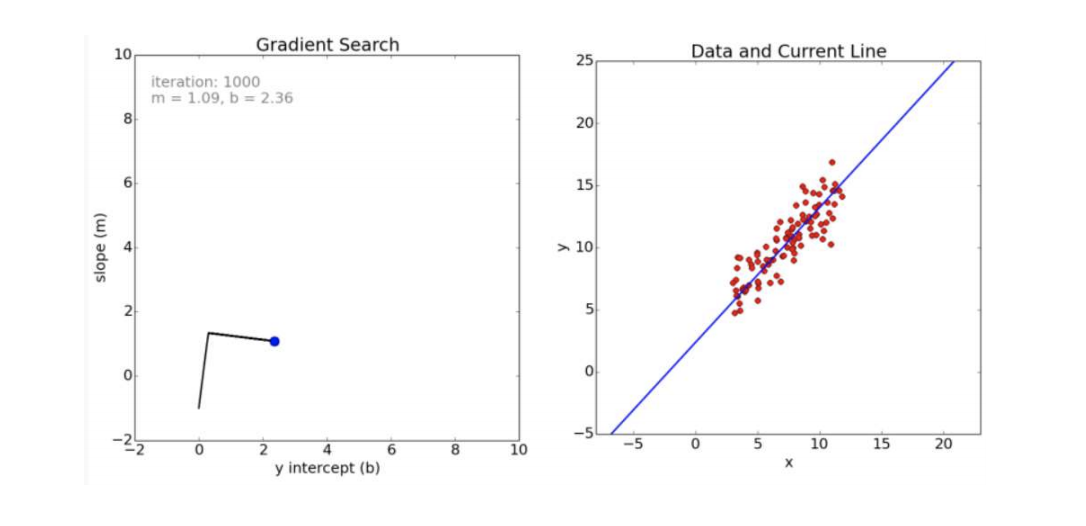 Gradient Search
10
iteration: 1000
m = 1.09, b = 2.36
8
6
4
2
0
−2
slope (m)
−2 0 2 4 6 8 10
y intercept (b)
Data and Current Line
25
20
15
10
5
0
−5
y
−5 0 5 10 15 20
x